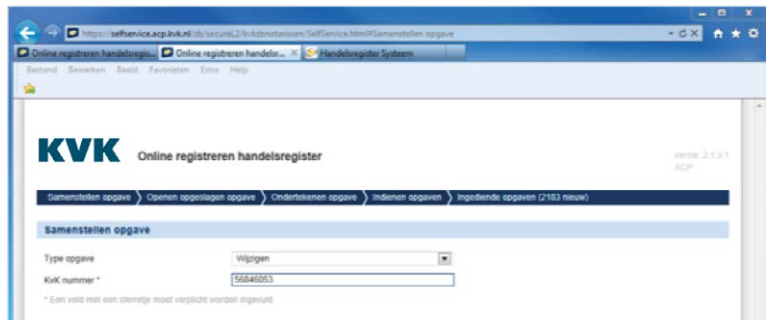 https://selfservice.acp.kvk.nl/zb/secureL2/kvkzbnotarissen/SelfService.html#Samenstellen opgave
Online registreren handelsregis... Online registreren handelsr... Handelsregister Systeem
Bestand Bewerken Beeld Favorieten Extra Help
KVK Online registreren handelsregister
versie: 2.1.3.1
ACP
Samenstellen opgave Openen opgeslagen opgave Ondertekenen opgave Indienen opgaven Ingediende opgaven (2183 nieuw)
Samenstellen opgave
Type opgave Wijzigen
KvK nummer * 56846053
* Een veld met een sterretje moet verplicht worden ingevuld.